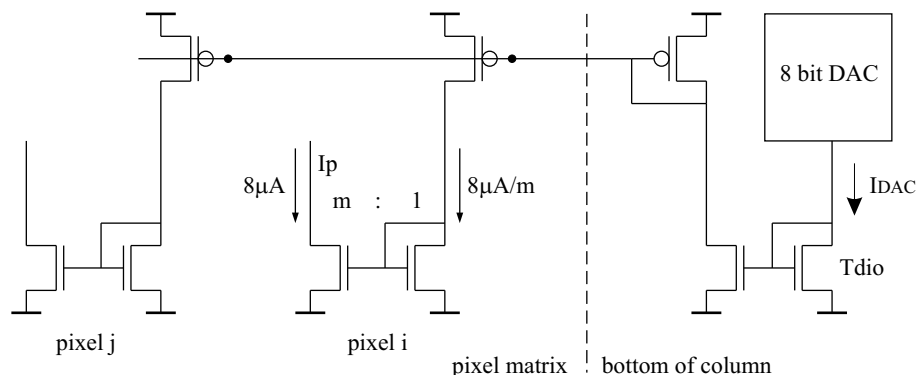 8 bit DAC
Ip
8µA
8µA/m
IDAC
m : 1
Tdio
pixel j
pixel i
pixel matrix
bottom of column